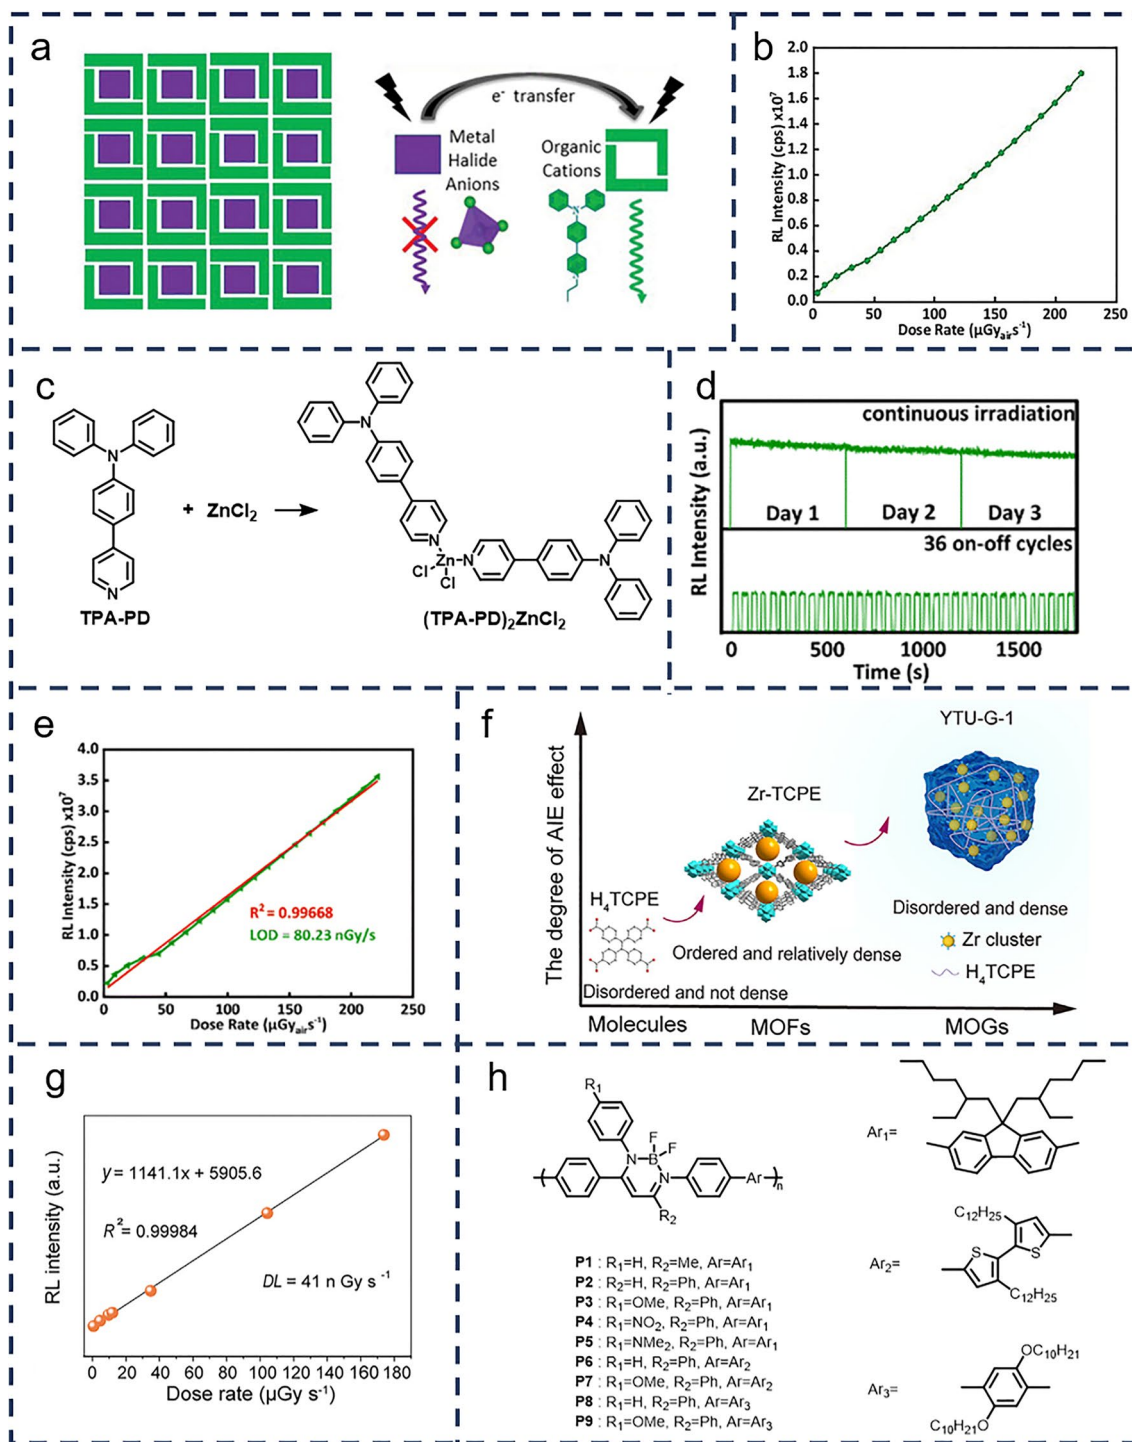 a
e⁻ transfer
Metal
Halide
Anions
Organic
Cations
N
b
RL Intensity (cps) x10⁷
2.0
1.8
1.6
1.4
1.2
1.0
0.8
0.6
0.4
0.2
0.0
0 50 100 150 200 250
Dose Rate (μGyₐᵢᵣs⁻¹)
c
N
N
TPA-PD
+ ZnCl₂
N
N
Zn
N
N
Cl
Cl
(TPA-PD)₂ZnCl₂
d
RL Intensity (a.u.)
continuous irradiation
Day 1 Day 2 Day 3
36 on-off cycles
0 500 1000 1500
Time (s)
e
RL Intensity (cps) x10⁷
4.0
3.5
3.0
2.5
2.0
1.5
1.0
0.5
0
R² = 0.99668
LOD = 80.23 nGy/s
0 50 100 150 200 250
Dose Rate (μGyₐᵢᵣs⁻¹)
f
The degree of AIE effect
YTU-G-1
Zr-TCPE
H₄TCPE
Disordered and not dense
Ordered and relatively dense
Disordered and dense
Zr cluster
H₄TCPE
Molecules MOFs MOGs
g
RL intensity (a.u.)
y = 1141.1x + 5905.6
R² = 0.99984
DL = 41 n Gy s ⁻¹
0 20 40 60 80 100 120 140 160 180
Dose rate (μGy s⁻¹)
h
R₁
F
F
N
B
N
Ar
n
R₂
P1 : R₁=H, R₂=Me, Ar=Ar₁
P2 : R₂=H, R₂=Ph, Ar=Ar₁
P3 : R₁=OMe, R₂=Ph, Ar=Ar₁
P4 : R₁=NO₂, R₂=Ph, Ar=Ar₁
P5 : R₁=NMe₂, R₂=Ph, Ar=Ar₁
P6 : R₁=H, R₂=Ph, Ar=Ar₂
P7 : R₁=OMe, R₂=Ph, Ar=Ar₂
P8 : R₁=H, R₂=Ph, Ar=Ar₃
P9 : R₁=OMe, R₂=Ph, Ar=Ar₃
Ar₁=
C₁₂H₂₅
S
S
Ar₂=
C₁₂H₂₅
OC₁₀H₂₁
Ar₃=
C₁₀H₂₁O